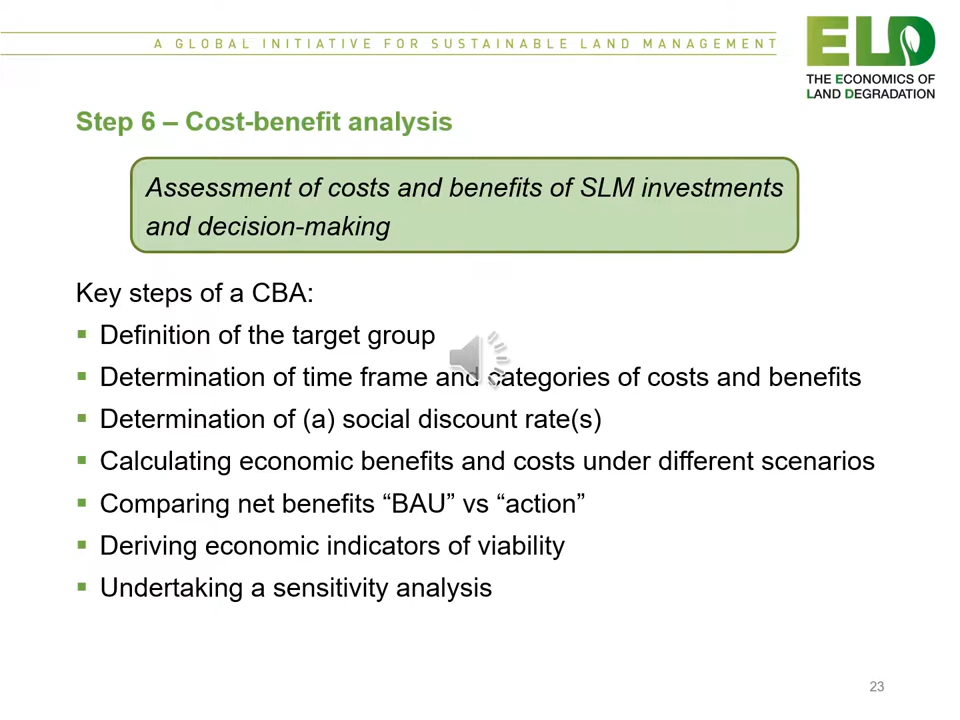 A GLOBAL INITIATIVE FOR SUSTAINABLE LAND MANAGEMENT
ELD
THE ECONOMICS OF
LAND DEGRADATION
Step 6 – Cost-benefit analysis
Assessment of costs and benefits of SLM investments
and decision-making
Key steps of a CBA:
▪ Definition of the target group
▪ Determination of time frame and categories of costs and benefits
▪ Determination of (a) social discount rate(s)
▪ Calculating economic benefits and costs under different scenarios
▪ Comparing net benefits “BAU” vs “action”
▪ Deriving economic indicators of viability
▪ Undertaking a sensitivity analysis
23